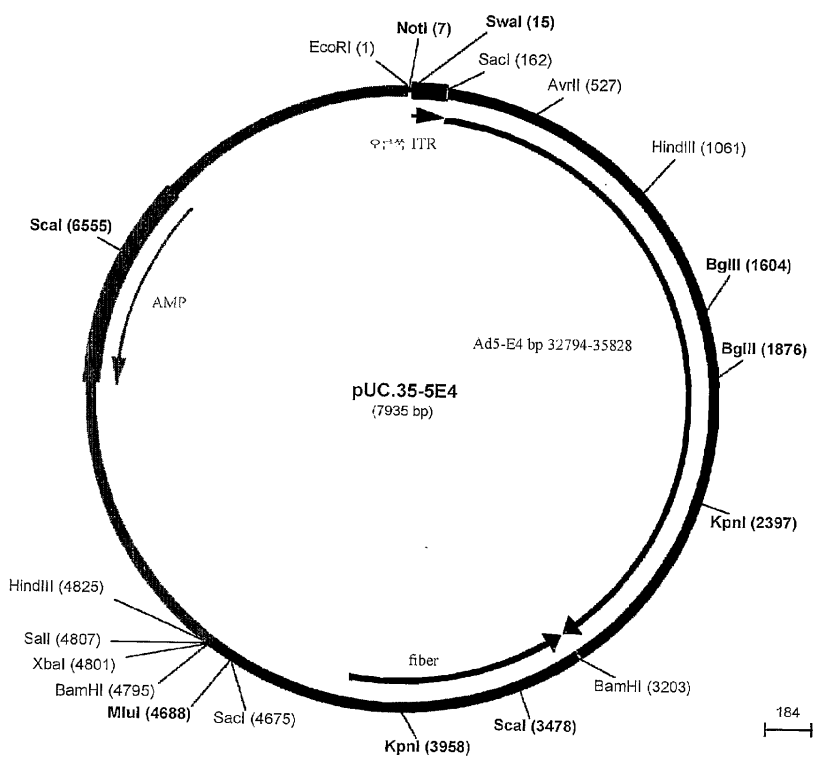 EcoRI (1)
NotI (7)
SwaI (15)
SacI (162)
AvrII (527)
HindIII (1061)
BglII (1604)
BglII (1876)
KpnI (2397)
BamHI (3203)
ScaI (3478)
KpnI (3958)
SacI (4675)
MluI (4688)
BamHI (4795)
XbaI (4801)
SalI (4807)
HindIII (4825)
ScaI (6555)
ITR
AMP
Ad5-E4 bp 32794-35828
pUC.35-5E4
(7935 bp)
fiber
184